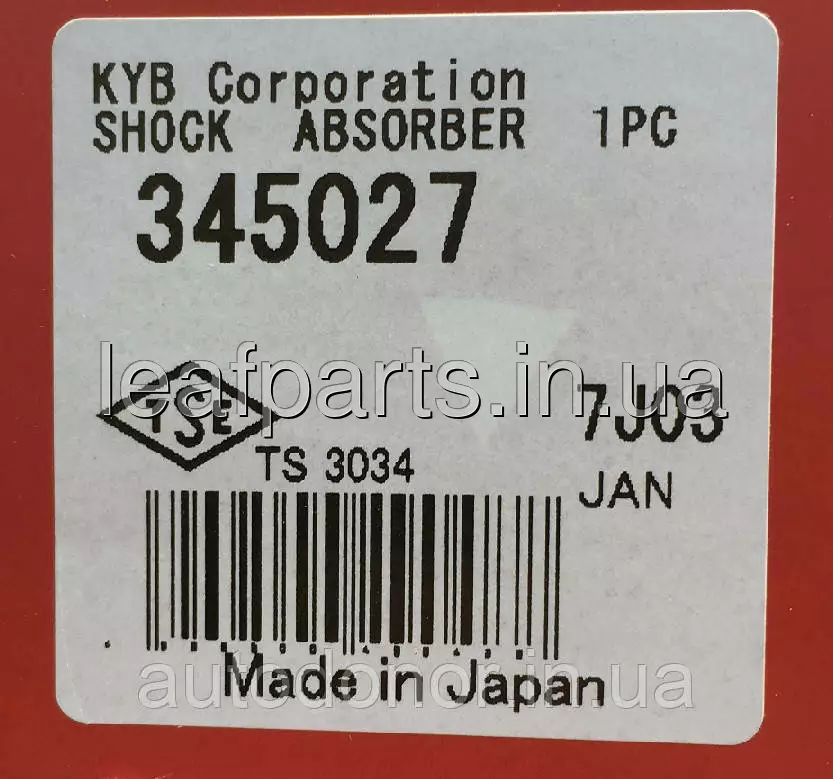 KYB Corporation
SHOCK ABSORBER 1PC
345027
leafparts.in.ua
TSE
7J03
TS 3034
JAN
Made in Japan
autodonor.in.ua